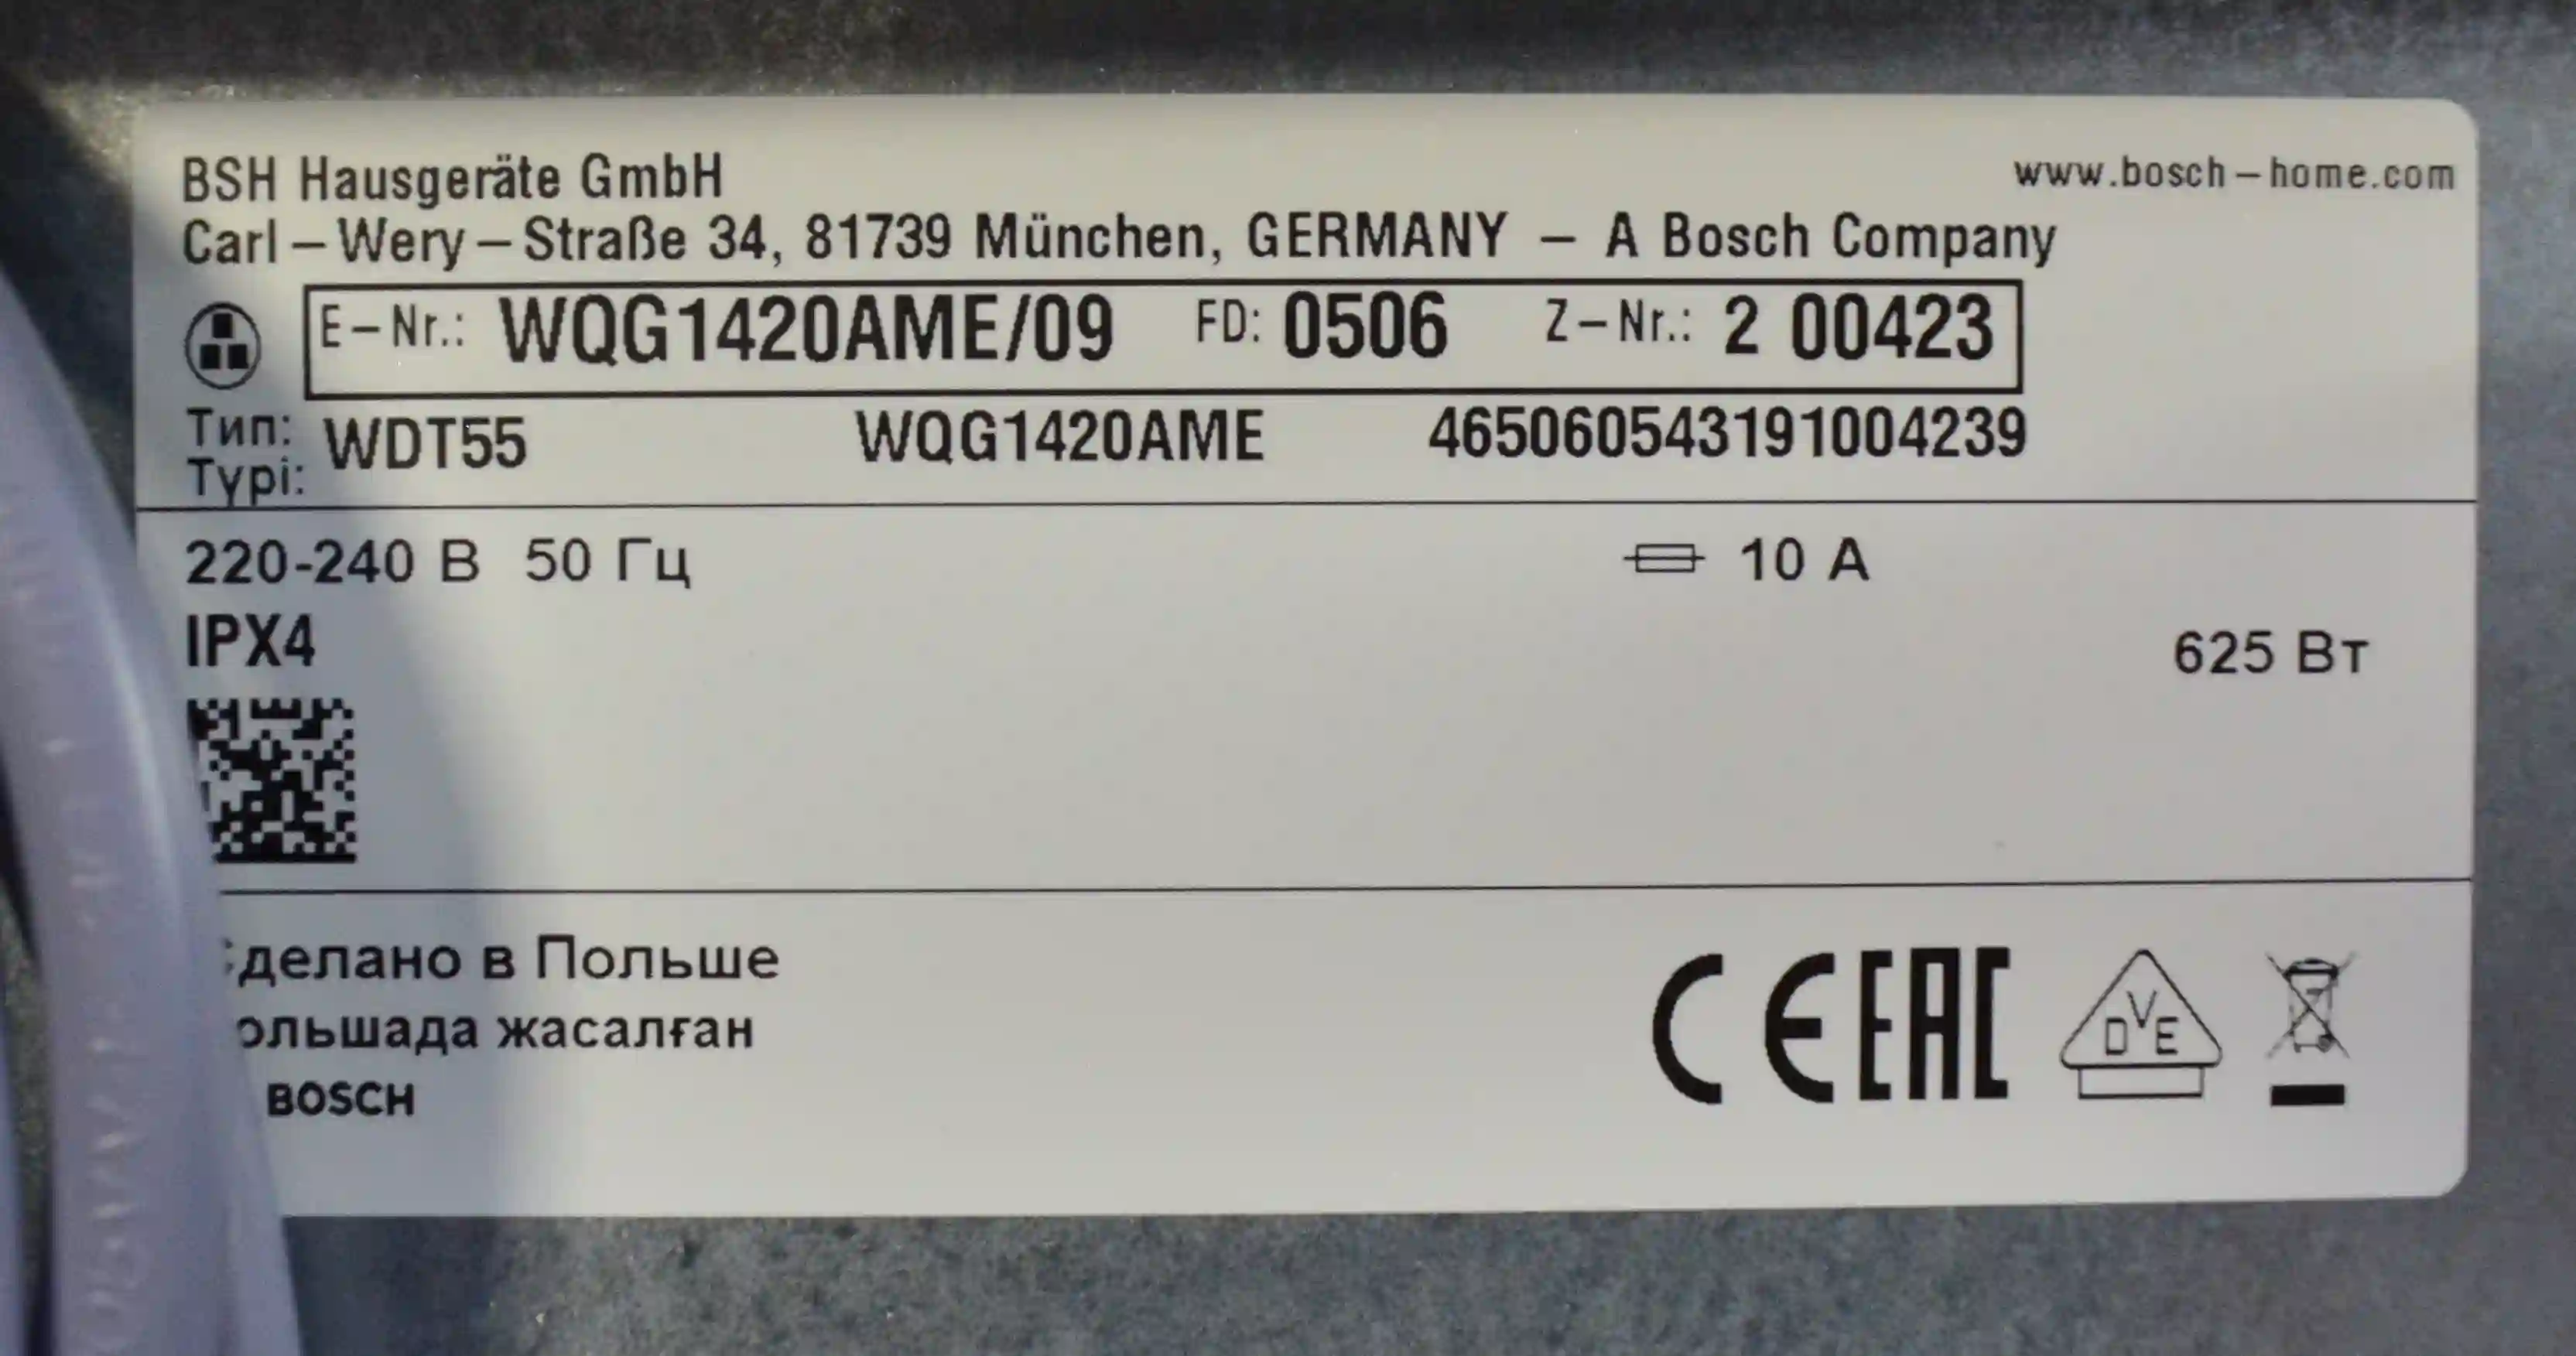 BSH Hausgeräte GmbH
www.bosch–home.com
Carl – Wery – Straße 34, 81739 München, GERMANY – A Bosch Company
E–Nr.: WQG1420AME/09 FD: 0506 Z–Nr.: 2 00423
Тип: WDT55 WQG1420AME 465060543191004239
Typi:
220-240 В 50 Гц 10 А
IPX4
625 Вт
делано в Польше
ольшада жасалған
BOSCH
CE EAC DVE